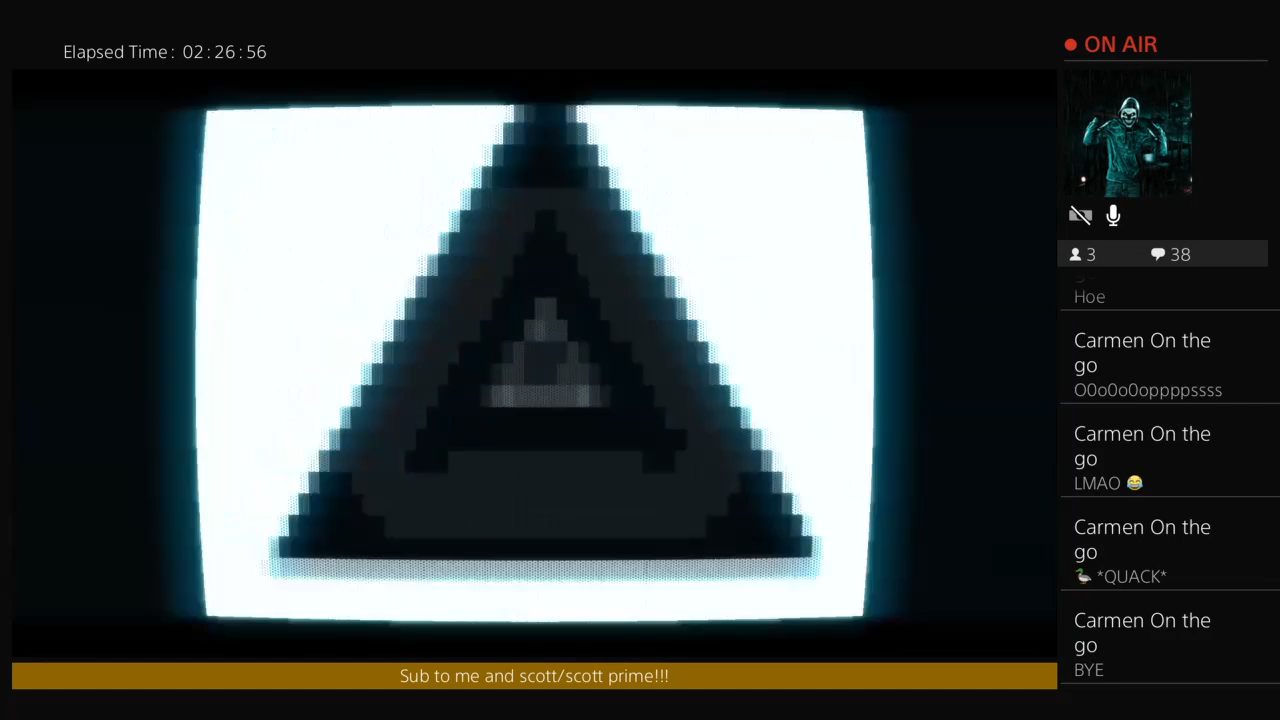 Elapsed Time: 02:26:56
ON AIR
3 38
Hoe
Carmen On the
go
O0o0o0oppppssss
Carmen On the
go
LMAO 😂
Carmen On the
go
🦆 *QUACK*
Carmen On the
go
BYE
Sub to me and scott/scott prime!!!